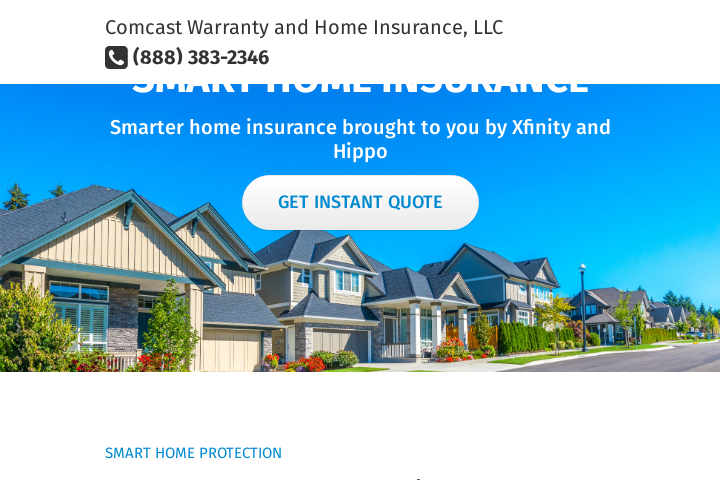 Comcast Warranty and Home Insurance, LLC
(888) 383-2346
SMART HOME INSURANCE
Smarter home insurance brought to you by Xfinity and
Hippo
GET INSTANT QUOTE
SMART HOME PROTECTION